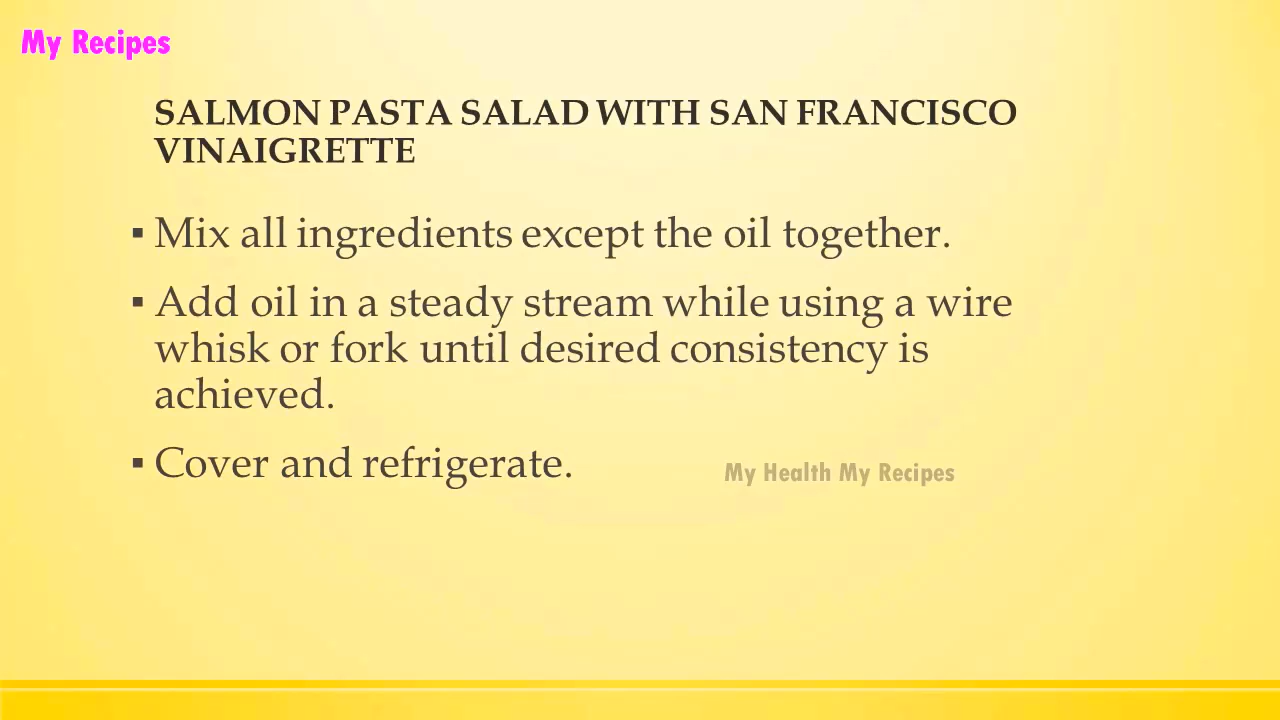 My Recipes
SALMON PASTA SALAD WITH SAN FRANCISCO
VINAIGRETTE
▪ Mix all ingredients except the oil together.
▪ Add oil in a steady stream while using a wire
whisk or fork until desired consistency is
achieved.
▪ Cover and refrigerate.
My Health My Recipes